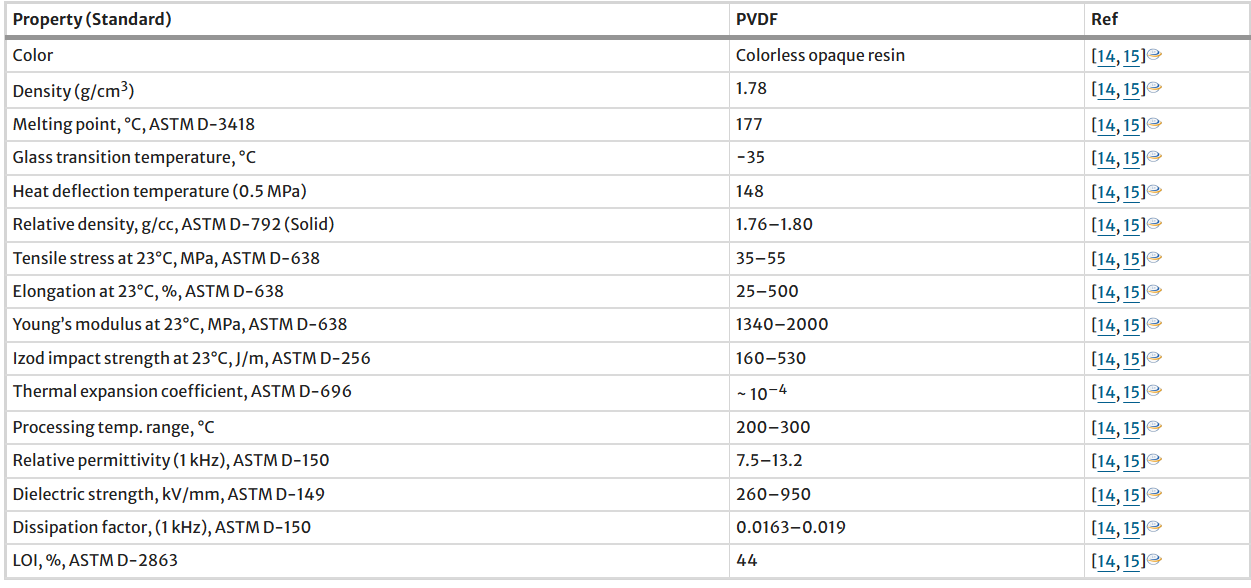 Property (Standard) PVDF Ref
Color Colorless opaque resin [14, 15]
Density (g/cm³) 1.78 [14, 15]
Melting point, °C, ASTM D-3418 177 [14, 15]
Glass transition temperature, °C -35 [14, 15]
Heat deflection temperature (0.5 MPa) 148 [14, 15]
Relative density, g/cc, ASTM D-792 (Solid) 1.76–1.80 [14, 15]
Tensile stress at 23°C, MPa, ASTM D-638 35–55 [14, 15]
Elongation at 23°C, %, ASTM D-638 25–500 [14, 15]
Young's modulus at 23°C, MPa, ASTM D-638 1340–2000 [14, 15]
Izod impact strength at 23°C, J/m, ASTM D-256 160–530 [14, 15]
Thermal expansion coefficient, ASTM D-696 ~ 10⁻⁴ [14, 15]
Processing temp. range, °C 200–300 [14, 15]
Relative permittivity (1 kHz), ASTM D-150 7.5–13.2 [14, 15]
Dielectric strength, kV/mm, ASTM D-149 260–950 [14, 15]
Dissipation factor, (1 kHz), ASTM D-150 0.0163–0.019 [14, 15]
LOI, %, ASTM D-2863 44 [14, 15]